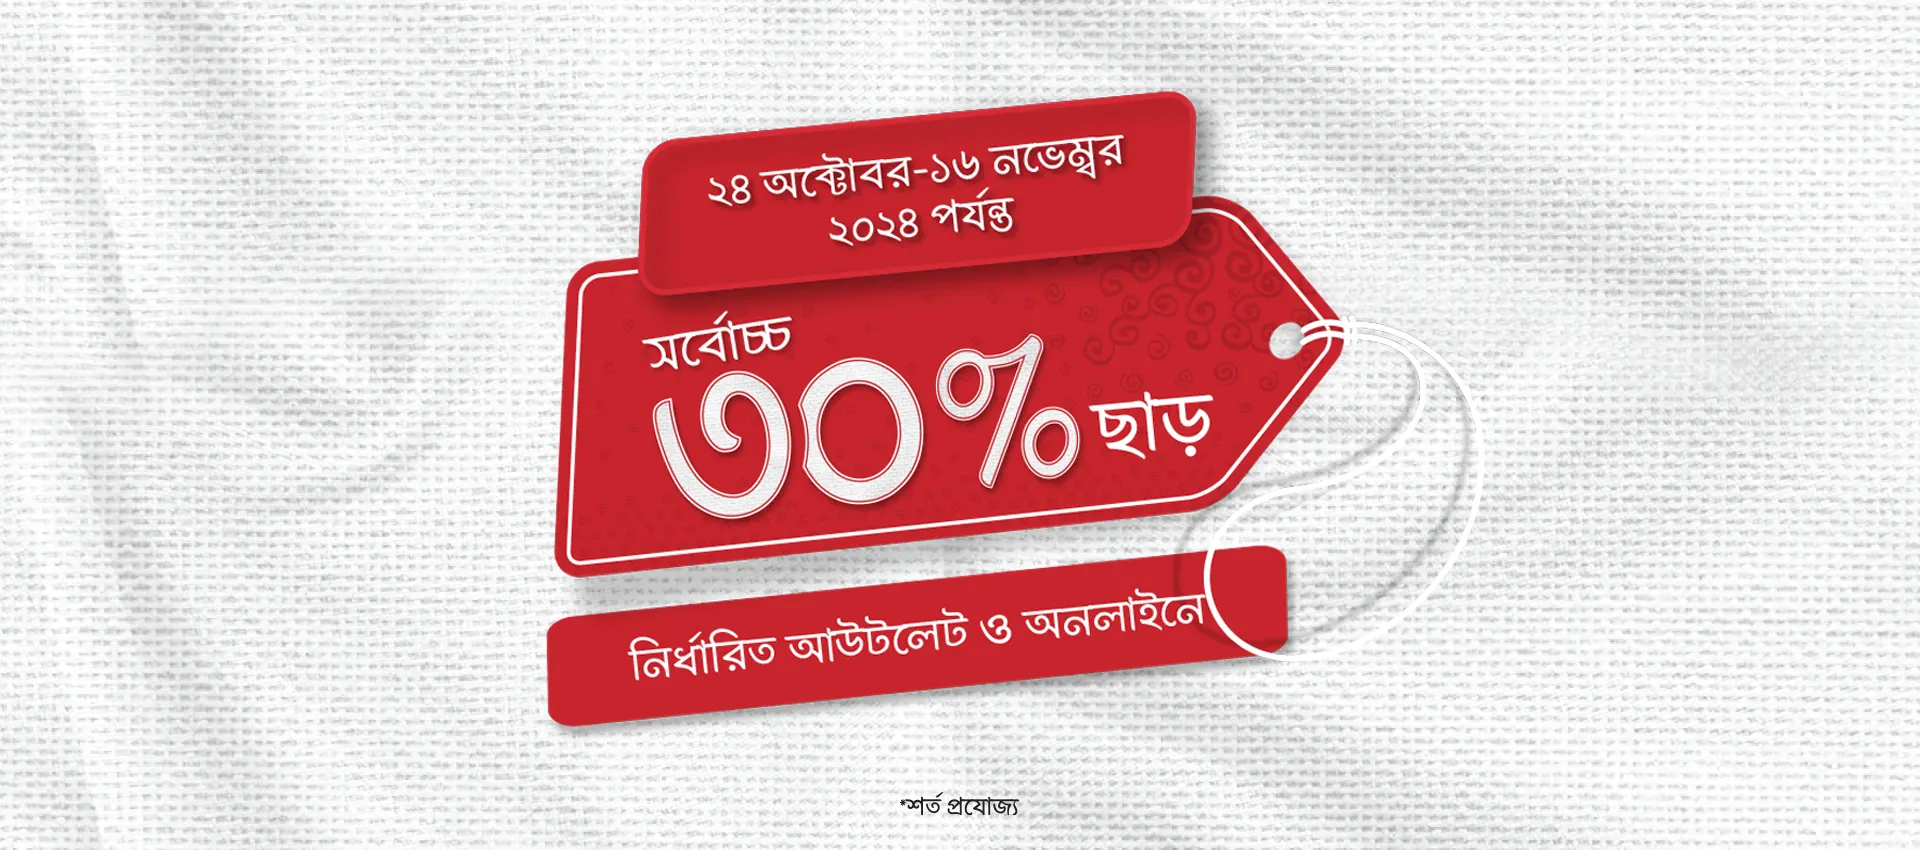 ২৪ অক্টোবর-১৬ নভেম্বর
২০২৪ পর্যন্ত
সর্বোচ্চ
৩০% ছাড়
নির্ধারিত আউটলেট ও অনলাইনে
*শর্ত প্রযোজ্য